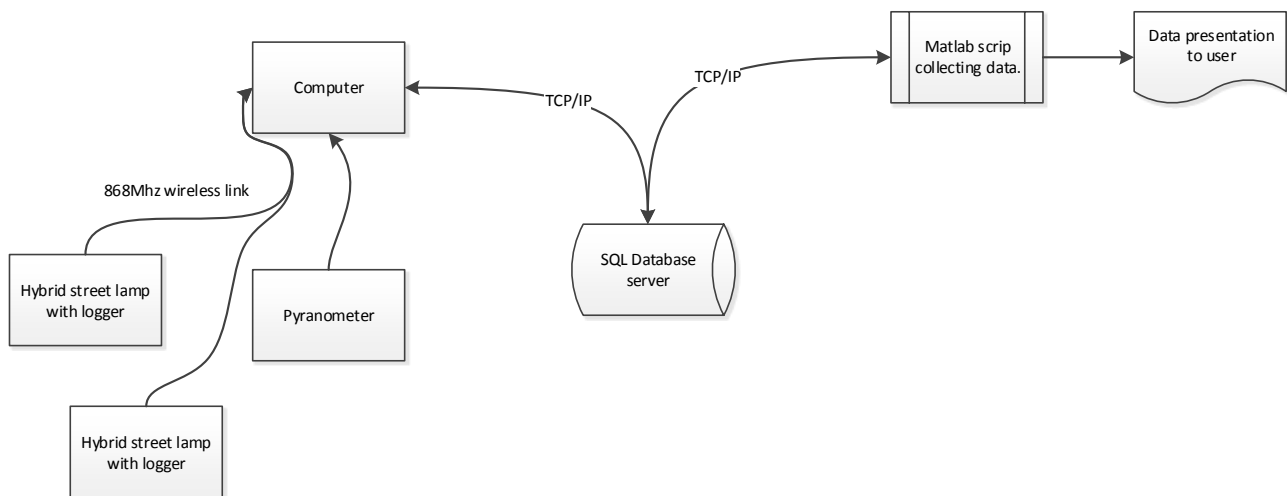 Computer
TCP/IP
TCP/IP
Matlab scrip
collecting data.
Data presentation
to user
868Mhz wireless link
Hybrid street lamp
with logger
Pyranometer
SQL Database
server
Hybrid street lamp
with logger